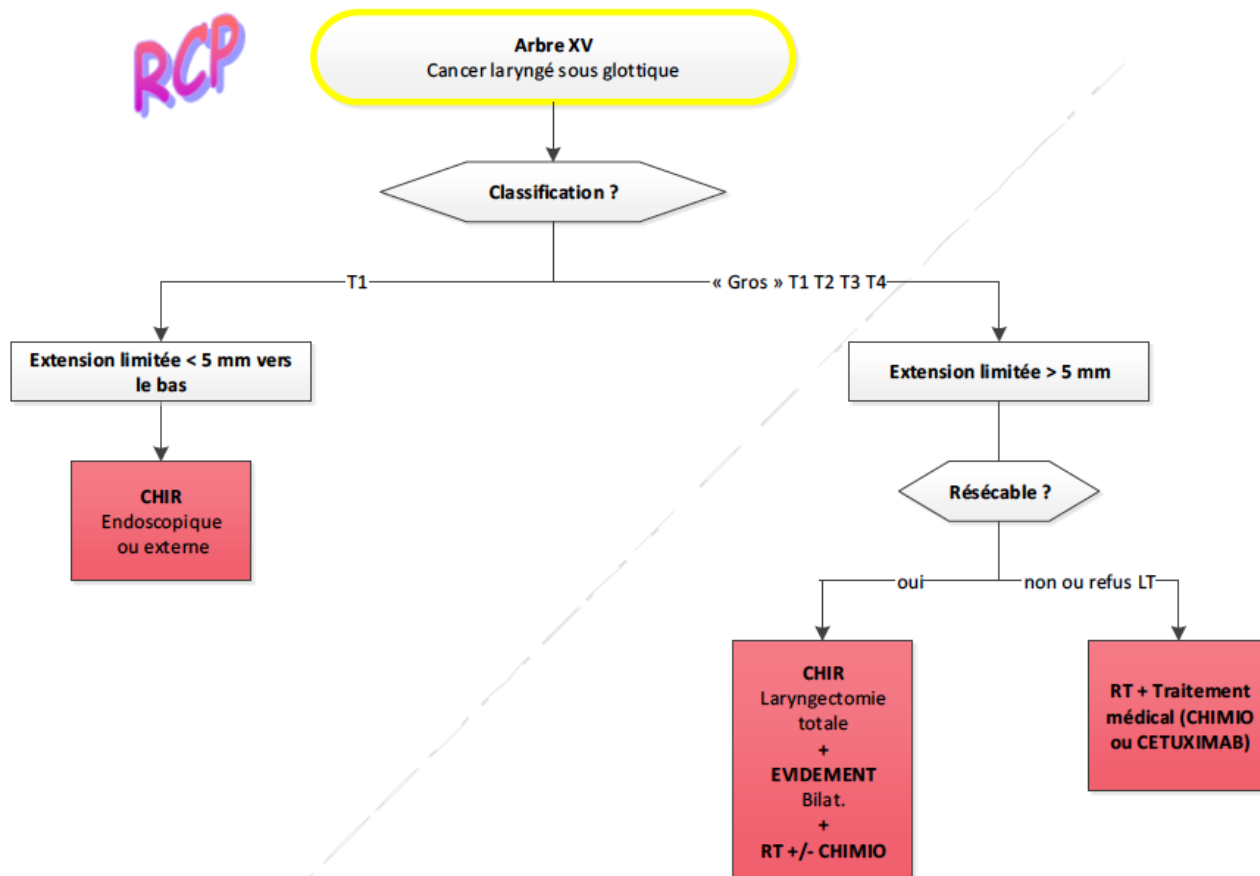 RCP
Arbre XV
Cancer laryngé sous glottique
Classification ?
T1
« Gros » T1 T2 T3 T4
Extension limitée < 5 mm vers
le bas
Extension limitée > 5 mm
CHIR
Endoscopique
ou externe
Résécable ?
oui
non ou refus LT
CHIR
Laryngectomie
totale
+
EVIDEMENT
Bilat.
+
RT +/- CHIMIO
RT + Traitement
médical (CHIMIO
ou CETUXIMAB)